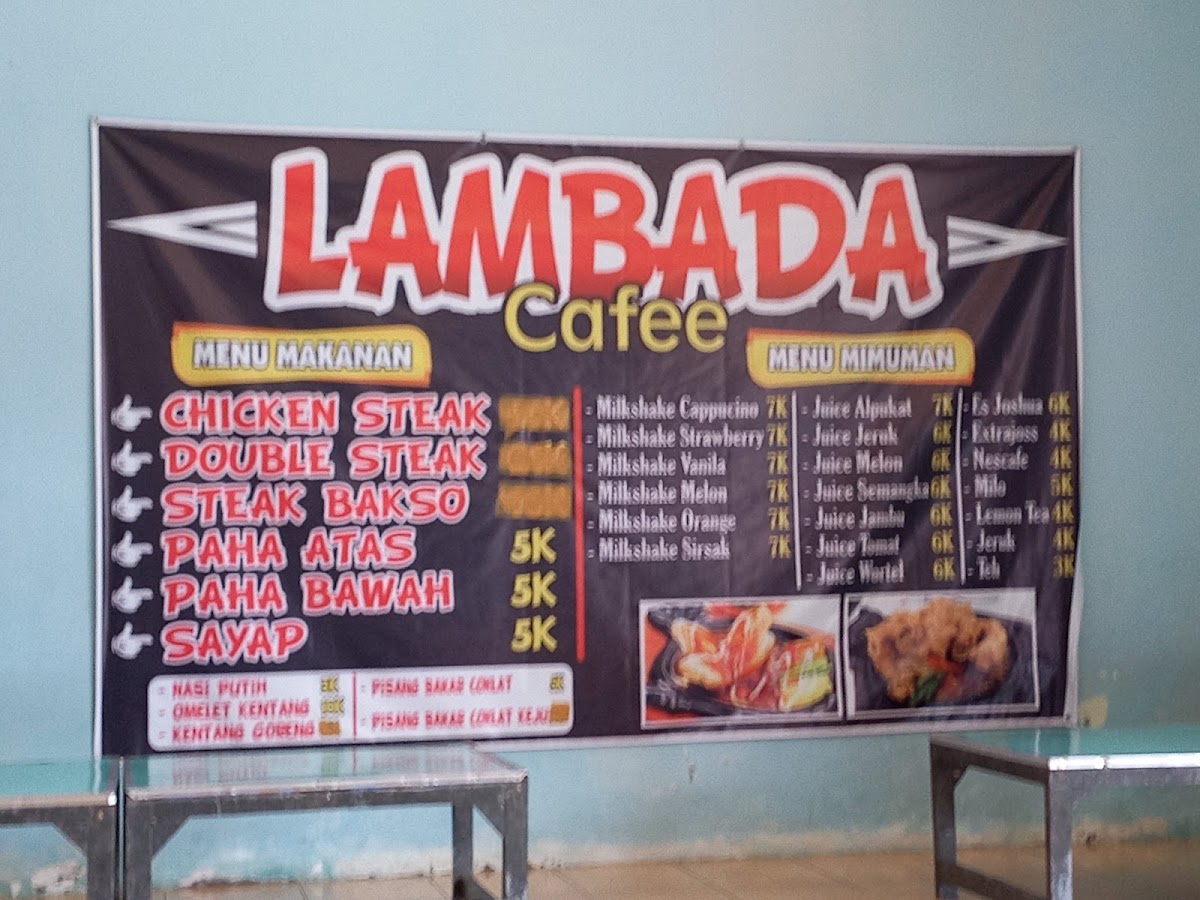 LAMBADA
Cafee
MENU MAKANAN
CHICKEN STEAK
DOUBLE STEAK
STEAK BAKSO
PAHA ATAS 5K
PAHA BAWAH 5K
SAYAP 5K
- NASI PUTIH
- OMELET KENTANG
- KENTANG GORENG
- PISANG BAKAR COKLAT
- PISANG BAKAR COKLAT KEJU
MENU MIMUMAN
- Milkshake Cappucino 7K
- Milkshake Strawberry 7K
- Milkshake Vanila 7K
- Milkshake Melon 7K
- Milkshake Orange 7K
- Milkshake Sirsak 7K
- Juice Alpukat 7K
- Juice Jeruk 6K
- Juice Melon 6K
- Juice Semangka 6K
- Juice Jambu 6K
- Juice Tomat 6K
- Juice Wortel 6K
- Es Joshua 6K
- Extrajoss 4K
- Nescafe 4K
- Milo 5K
- Lemon Tea 4K
- Jeruk 4K
- Teh 3K